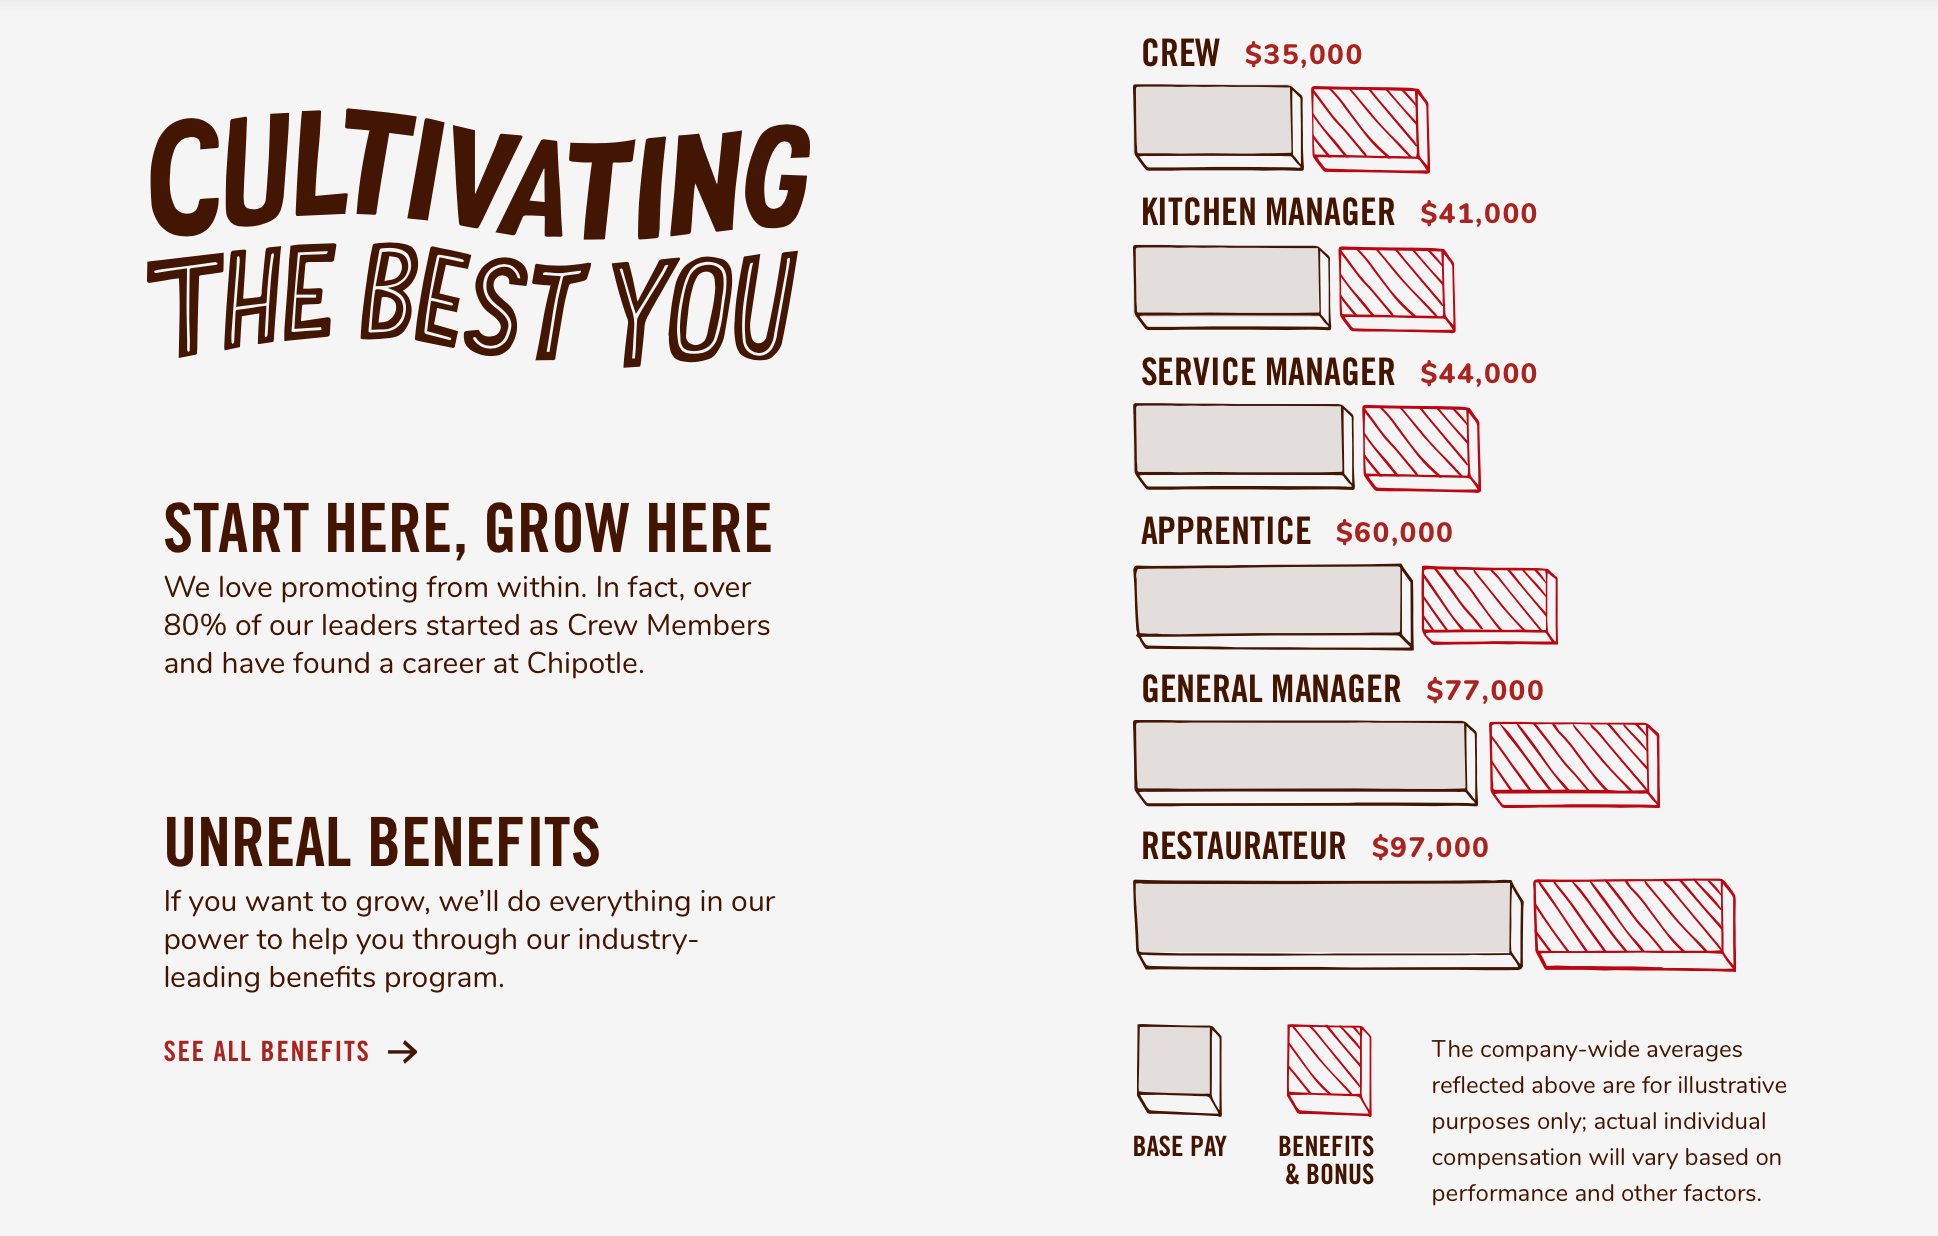 CULTIVATING
THE BEST YOU
START HERE, GROW HERE
We love promoting from within. In fact, over
80% of our leaders started as Crew Members
and have found a career at Chipotle.
UNREAL BENEFITS
If you want to grow, we’ll do everything in our
power to help you through our industry-
leading benefits program.
SEE ALL BENEFITS →
CREW $35,000
KITCHEN MANAGER $41,000
SERVICE MANAGER $44,000
APPRENTICE $60,000
GENERAL MANAGER $77,000
RESTAURATEUR $97,000
BASE PAY
BENEFITS
& BONUS
The company-wide averages
reflected above are for illustrative
purposes only; actual individual
compensation will vary based on
performance and other factors.